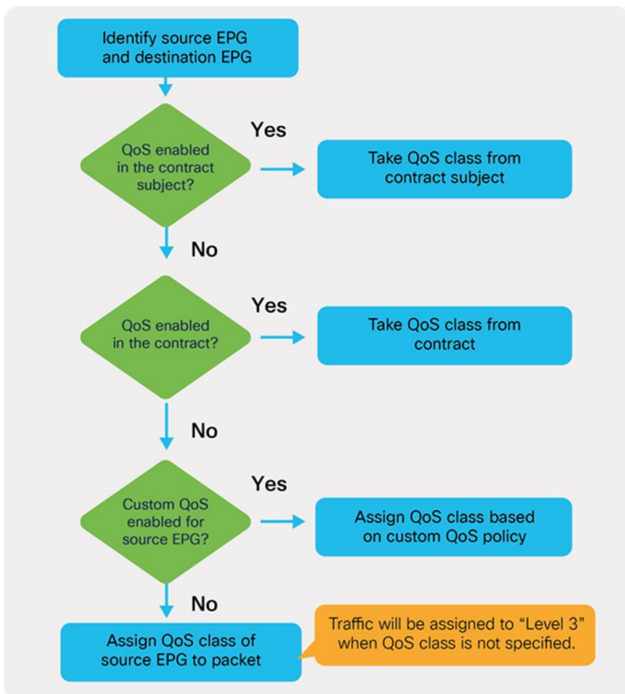 Identify source EPG
and destination EPG
QoS enabled
in the contract
subject?
Yes
Take QoS class from
contract subject
No
QoS enabled
in the contract?
Yes
Take QoS class from
contract
No
Custom QoS
enabled for
source EPG?
Yes
Assign QoS class based
on custom QoS policy
No
Assign QoS class of
source EPG to packet
Traffic will be assigned to “Level 3”
when QoS class is not specified.